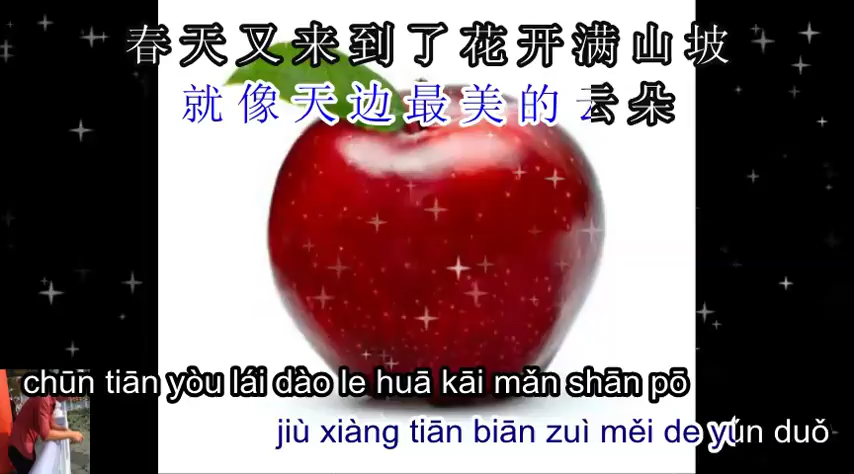 春天又来到了花开满山坡
就像天边最美的云朵
chūn tiān yòu lái dào le huā kāi mǎn shān pō
jiù xiàng tiān biān zuì měi de yún duǒ